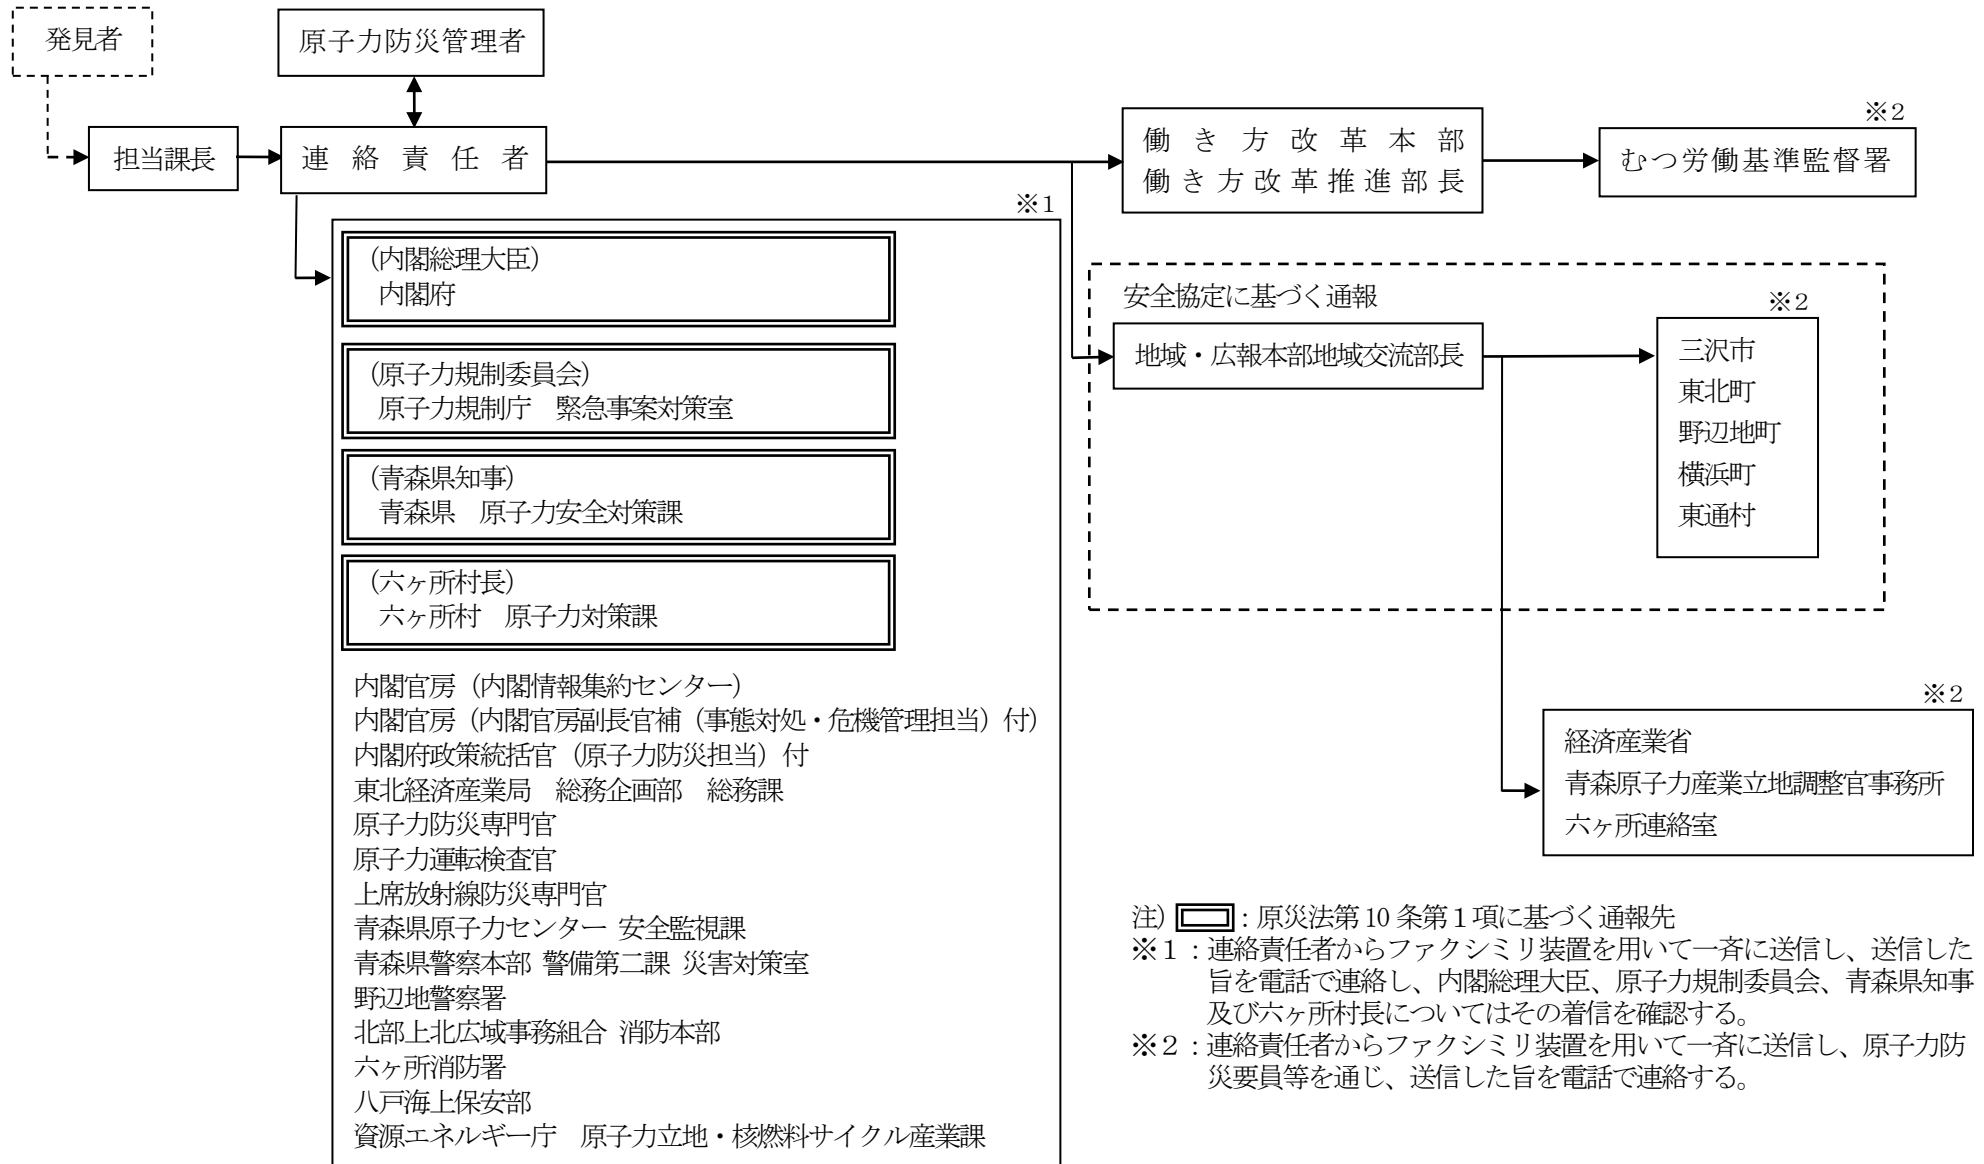 発見者
原子力防災管理者
担当課長
連絡責任者
働き方改革本部
働き方改革推進部長
※2
むつ労働基準監督署
※1
(内閣総理大臣)
内閣府
(原子力規制委員会)
原子力規制庁　緊急事案対策室
(青森県知事)
青森県　原子力安全対策課
(六ヶ所村長)
六ヶ所村　原子力対策課
内閣官房（内閣情報集約センター）
内閣官房（内閣官房副長官補（事態対処・危機管理担当）付）
内閣府政策統括官（原子力防災担当）付
東北経済産業局　総務企画部　総務課
原子力防災専門官
原子力運転検査官
上席放射線防災専門官
青森県原子力センター 安全監視課
青森県警察本部 警備第二課 災害対策室
野辺地警察署
北部上北広域事務組合 消防本部
六ヶ所消防署
八戸海上保安部
資源エネルギー庁　原子力立地・核燃料サイクル産業課
安全協定に基づく通報
※2
地域・広報本部地域交流部長
三沢市
東北町
野辺地町
横浜町
東通村
※2
経済産業省
青森原子力産業立地調整官事務所
六ヶ所連絡室
注）：原災法第10条第1項に基づく通報先
※1：連絡責任者からファクシミリ装置を用いて一斉に送信し、送信した
旨を電話で連絡し、内閣総理大臣、原子力規制委員会、青森県知事
及び六ヶ所村長についてはその着信を確認する。
※2：連絡責任者からファクシミリ装置を用いて一斉に送信し、原子力防
災要員等を通じ、送信した旨を電話で連絡する。